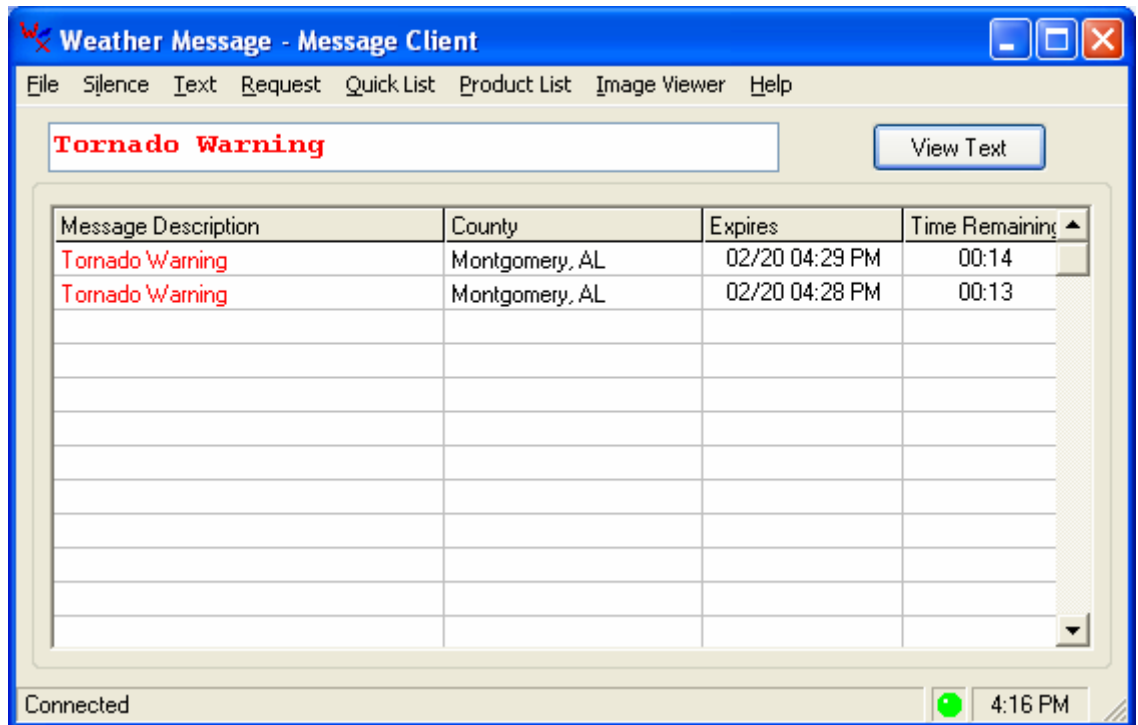 Weather Message - Message Client
File Silence Text Request Quick List Product List Image Viewer Help
Tornado Warning View Text
Message Description County Expires Time Remaining
Tornado Warning Montgomery, AL 02/20 04:29 PM 00:14
Tornado Warning Montgomery, AL 02/20 04:28 PM 00:13
Connected 4:16 PM